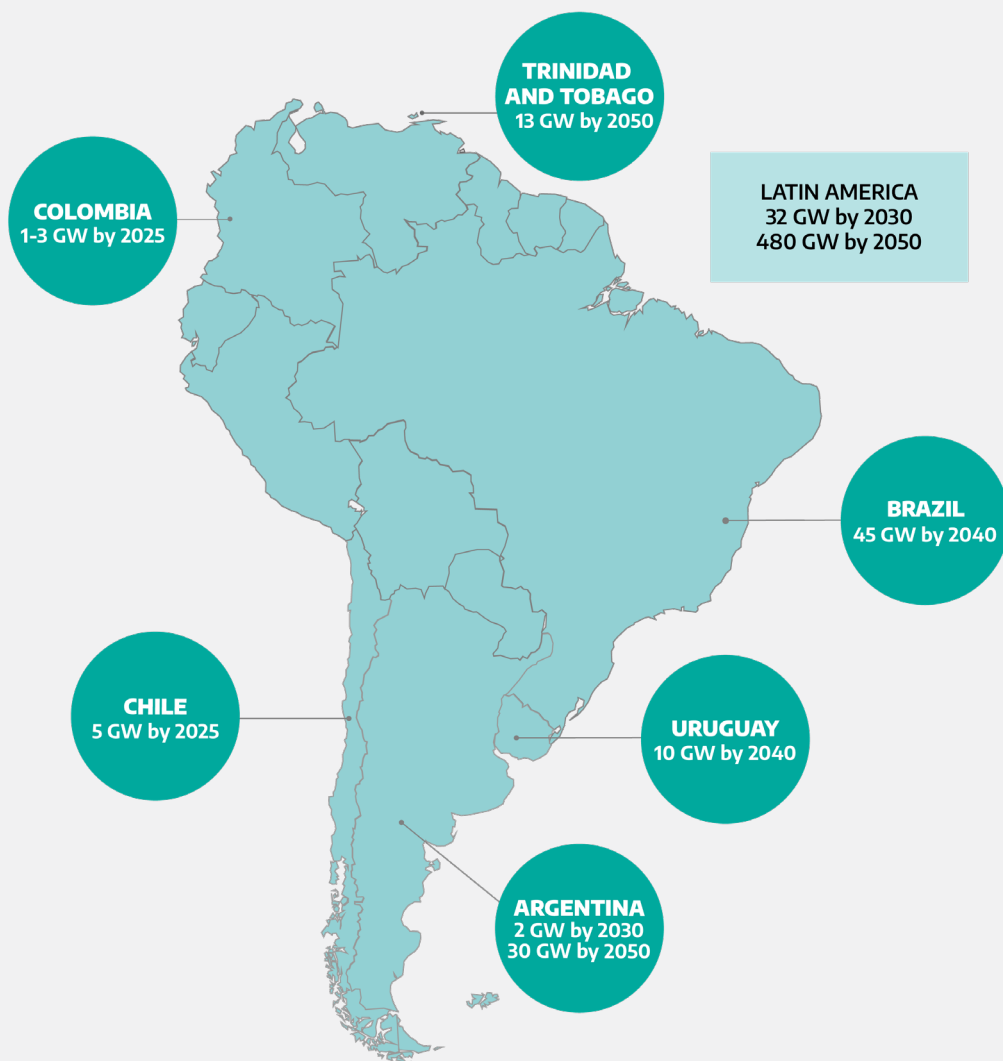 TRINIDAD
AND TOBAGO
13 GW by 2050
COLOMBIA
1-3 GW by 2025
LATIN AMERICA
32 GW by 2030
480 GW by 2050
BRAZIL
45 GW by 2040
CHILE
5 GW by 2025
URUGUAY
10 GW by 2040
ARGENTINA
2 GW by 2030
30 GW by 2050